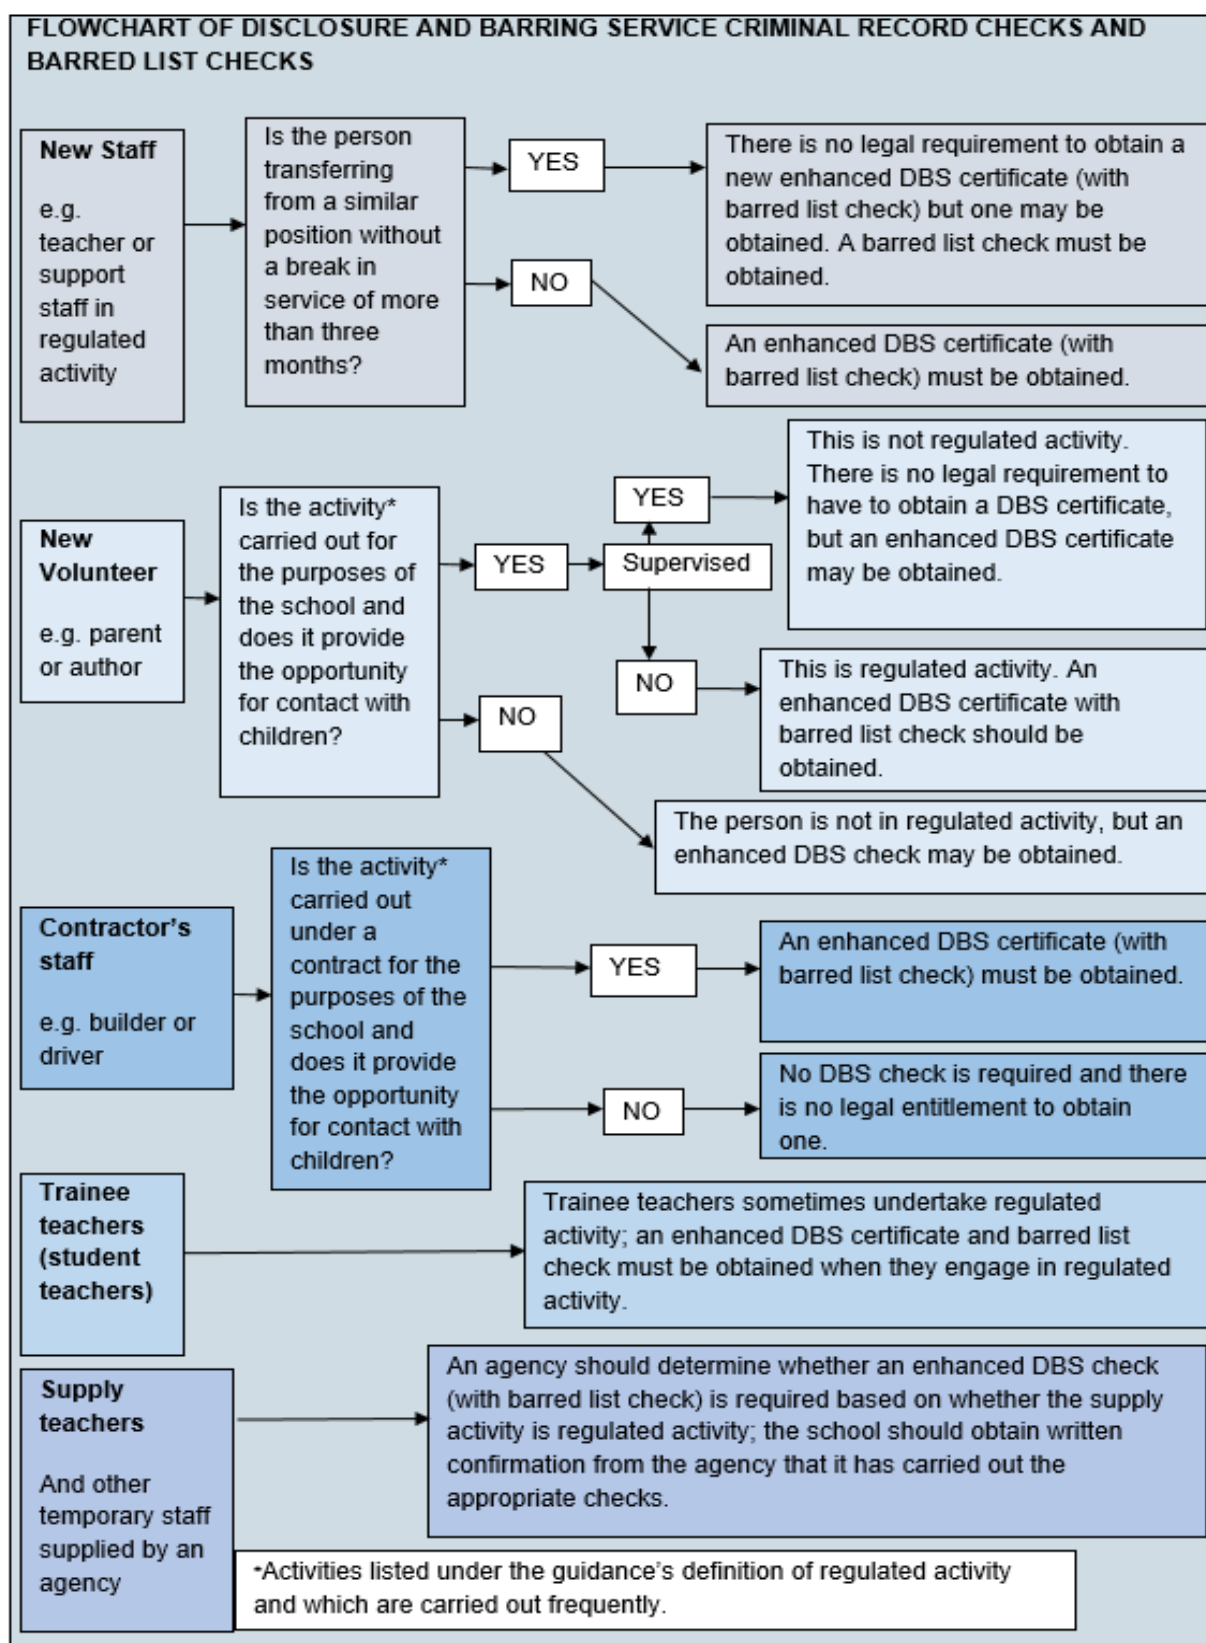 FLOWCHART OF DISCLOSURE AND BARRING SERVICE CRIMINAL RECORD CHECKS AND
BARRED LIST CHECKS
New Staff
e.g.
teacher or
support
staff in
regulated
activity
Is the person
transferring
from a similar
position without
a break in
service of more
than three
months?
YES
There is no legal requirement to obtain a
new enhanced DBS certificate (with
barred list check) but one may be
obtained. A barred list check must be
obtained.
NO
An enhanced DBS certificate (with
barred list check) must be obtained.
New
Volunteer
e.g. parent
or author
Is the activity*
carried out for
the purposes of
the school and
does it provide
the opportunity
for contact with
children?
YES
Supervised
YES
This is not regulated activity.
There is no legal requirement to
have to obtain a DBS certificate,
but an enhanced DBS certificate
may be obtained.
NO
This is regulated activity. An
enhanced DBS certificate with
barred list check should be
obtained.
NO
The person is not in regulated activity, but an
enhanced DBS check may be obtained.
Contractor's
staff
e.g. builder or
driver
Is the activity*
carried out
under a
contract for the
purposes of the
school and
does it provide
the opportunity
for contact with
children?
YES
An enhanced DBS certificate (with
barred list check) must be obtained.
NO
No DBS check is required and there
is no legal entitlement to obtain
one.
Trainee
teachers
(student
teachers)
Trainee teachers sometimes undertake regulated
activity; an enhanced DBS certificate and barred list
check must be obtained when they engage in regulated
activity.
Supply
teachers
And other
temporary staff
supplied by an
agency
An agency should determine whether an enhanced DBS check
(with barred list check) is required based on whether the supply
activity is regulated activity; the school should obtain written
confirmation from the agency that it has carried out the
appropriate checks.
*Activities listed under the guidance's definition of regulated activity
and which are carried out frequently.